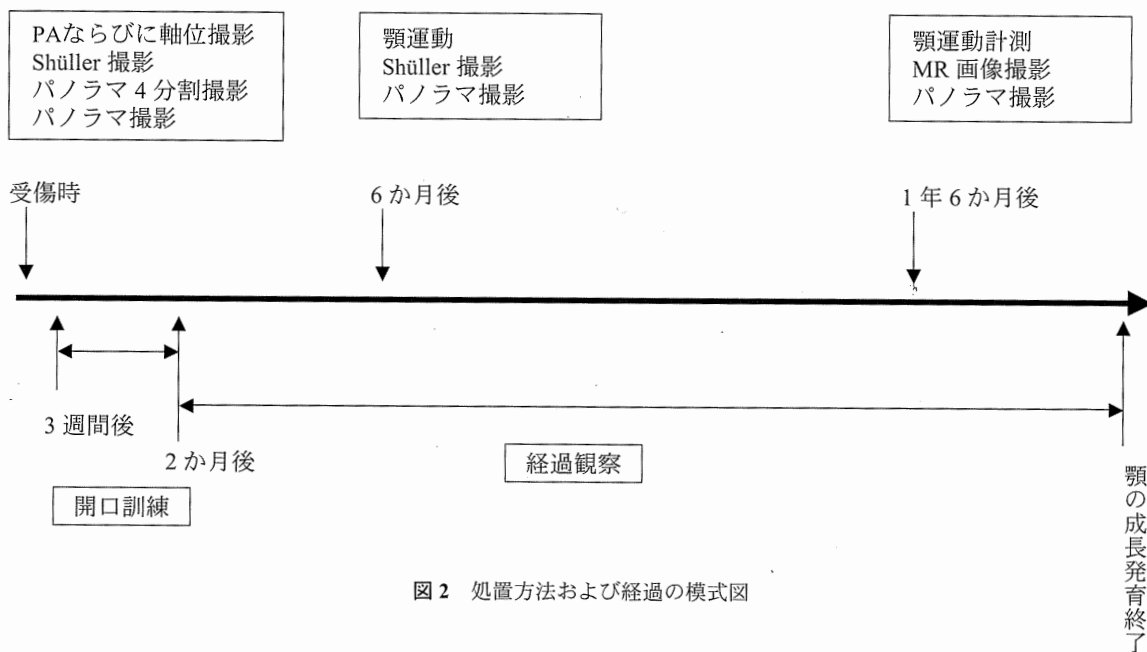 PAならびに軸位撮影
Shüller 撮影
パノラマ 4 分割撮影
パノラマ撮影
顎運動
Shüller 撮影
パノラマ撮影
顎運動計測
MR 画像撮影
パノラマ撮影
受傷時
6 か月後
1 年 6 か月後
3 週間後
2 か月後
開口訓練
経過観察
顎の成長発育終了
図 2 処置方法および経過の模式図